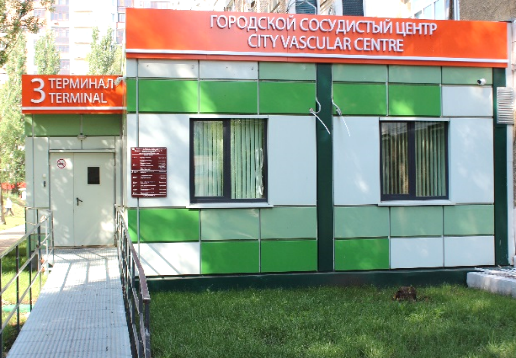 ГОРОДСКОЙ СОСУДИСТЫЙ ЦЕНТР
CITY VASCULAR CENTRE
3 ТЕРМИНАЛ
TERMINAL